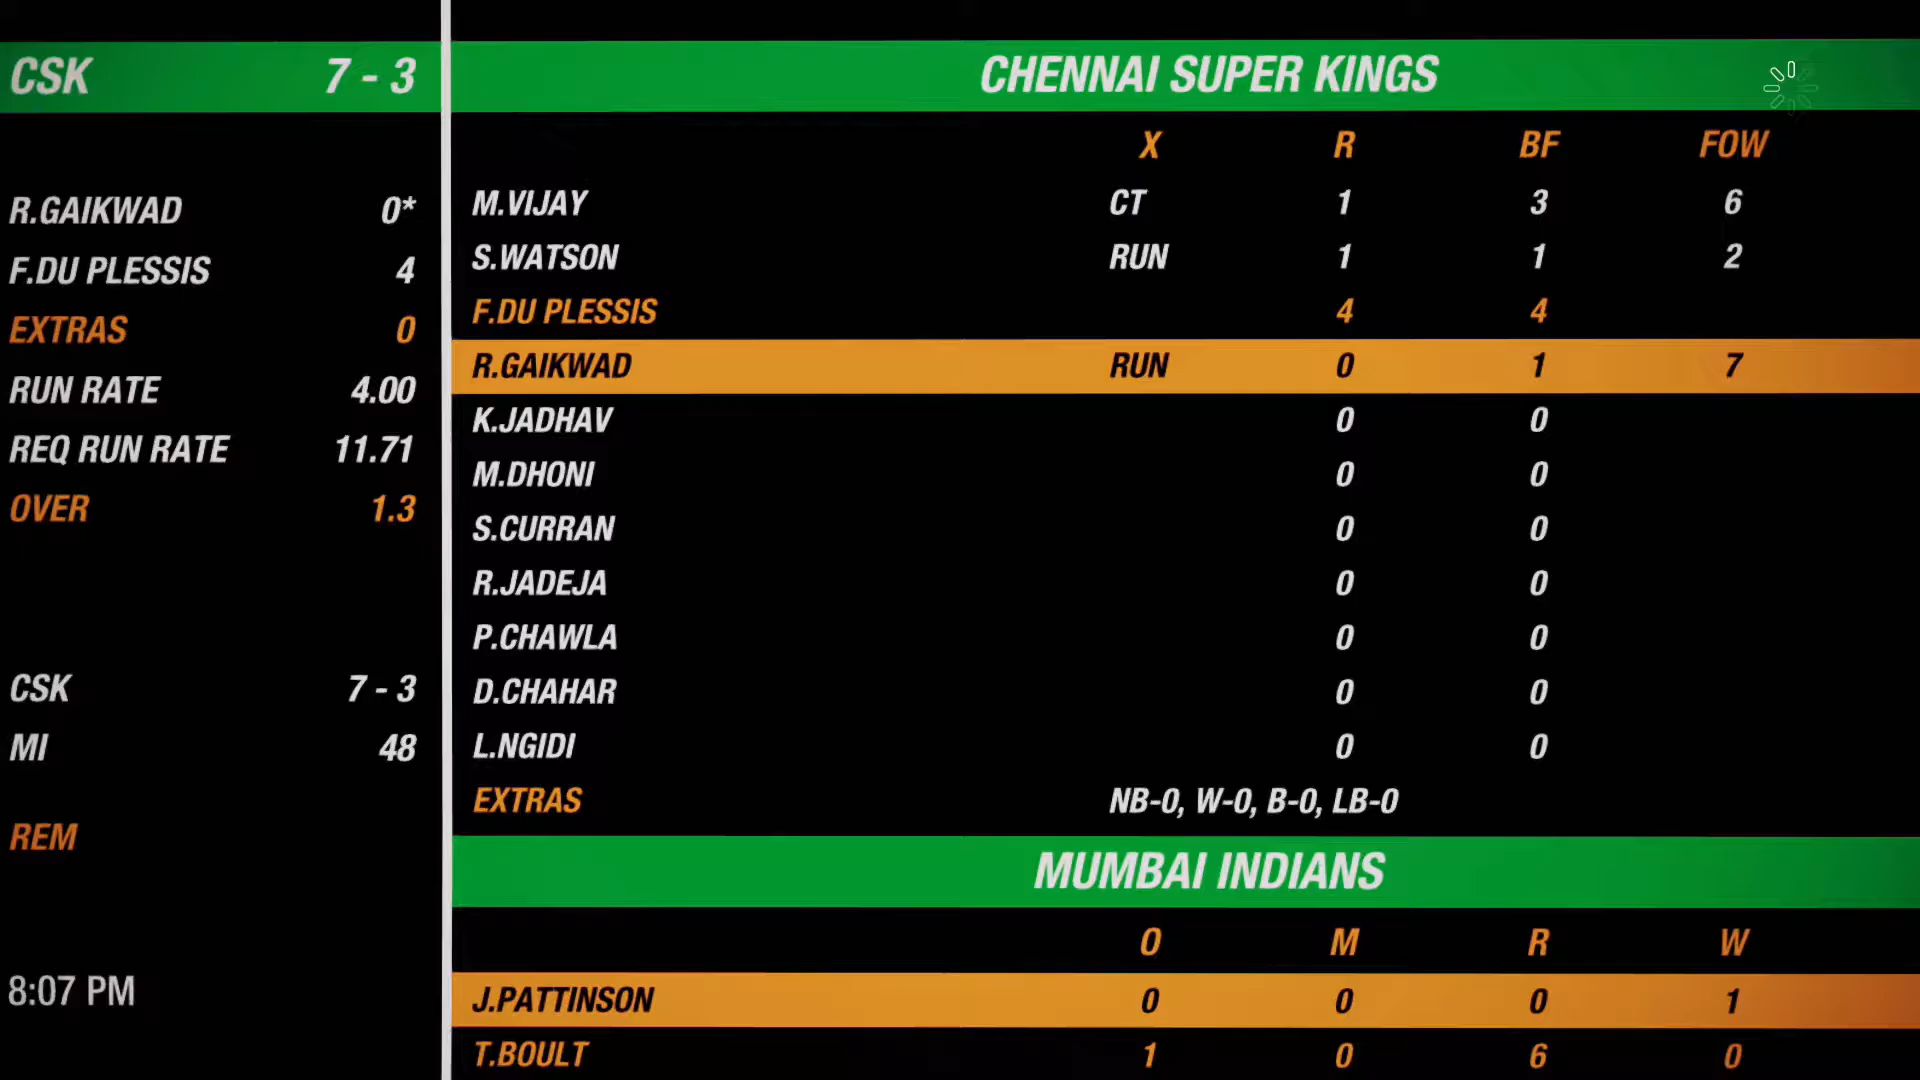 CSK 7 - 3
R.GAIKWAD 0*
F.DU PLESSIS 4
EXTRAS 0
RUN RATE 4.00
REQ RUN RATE 11.71
OVER 1.3
CSK 7 - 3
MI 48
REM
8:07 PM
CHENNAI SUPER KINGS
X R BF FOW
M.VIJAY CT 1 3 6
S.WATSON RUN 1 1 2
F.DU PLESSIS 4 4
R.GAIKWAD RUN 0 1 7
K.JADHAV 0 0
M.DHONI 0 0
S.CURRAN 0 0
R.JADEJA 0 0
P.CHAWLA 0 0
D.CHAHAR 0 0
L.NGIDI 0 0
EXTRAS NB-0, W-0, B-0, LB-0
MUMBAI INDIANS
O M R W
J.PATTINSON 0 0 0 1
T.BOULT 1 0 6 0